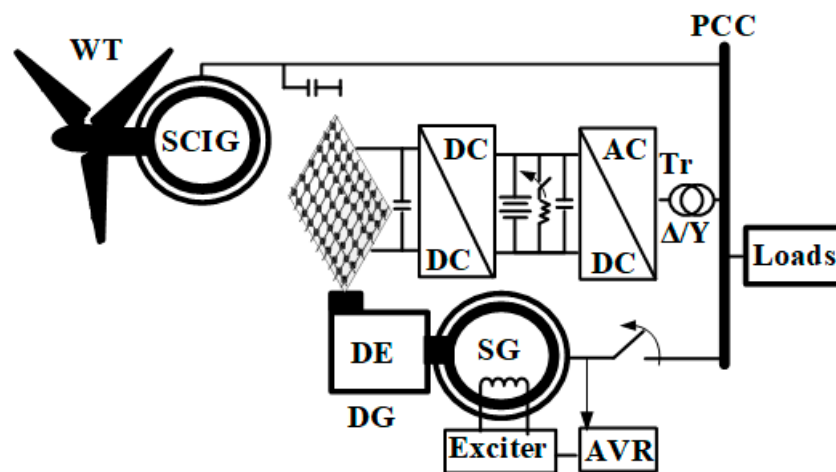 PCC
WT
SCIG
DC
DC
AC
DC
Tr
Δ/Y
Loads
DE
DG
SG
Exciter
AVR